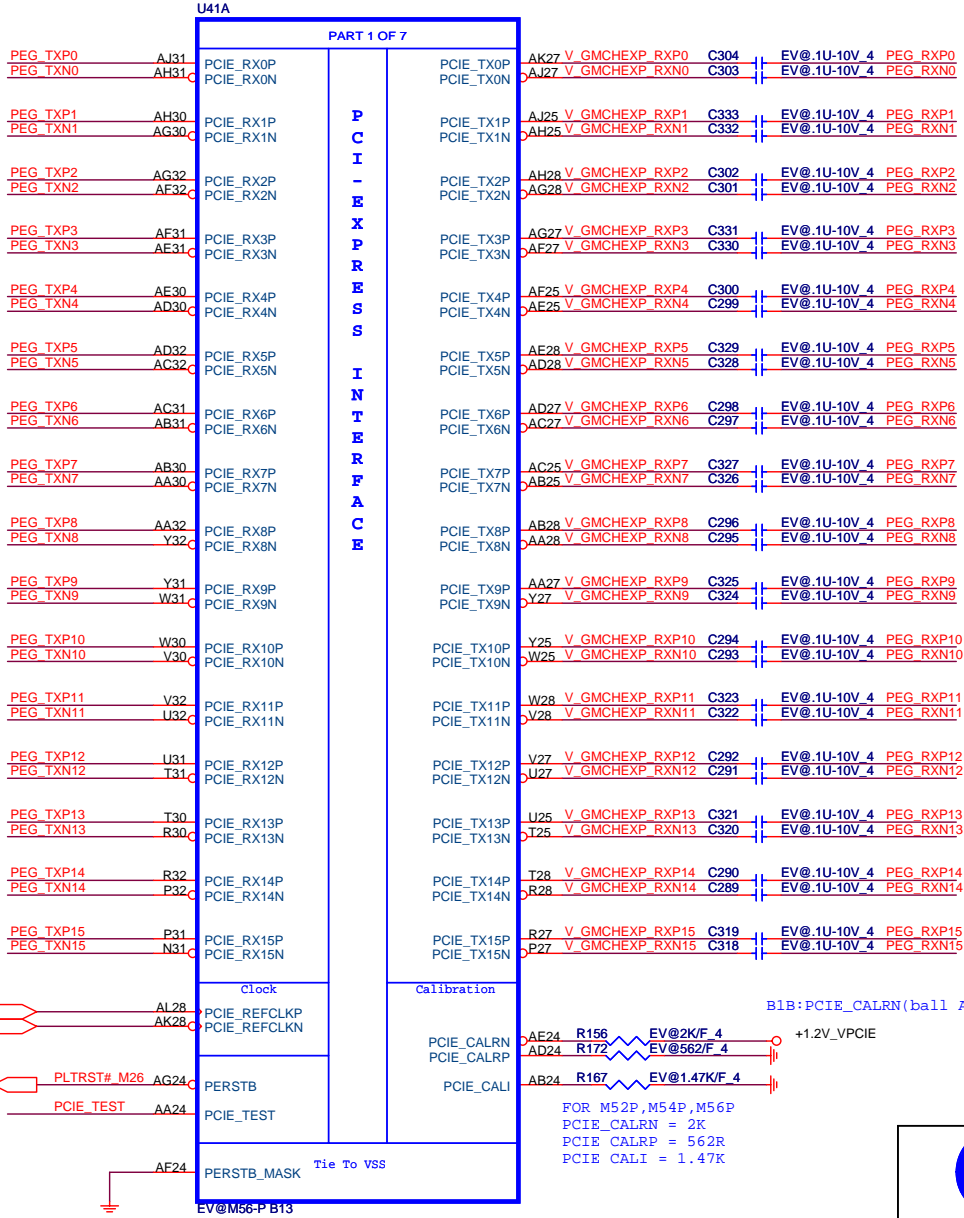 U41A
PART 1 OF 7
PEG_TXP0 AJ31 PCIE_RX0P PCIE_TX0P AK27 V_GMCHEXP_RXP0 C304 EV@.1U-10V_4 PEG_RXP0
PEG_TXN0 AH31 PCIE_RX0N PCIE_TX0N AJ27 V_GMCHEXP_RXN0 C303 EV@.1U-10V_4 PEG_RXN0
PEG_TXP1 AH30 PCIE_RX1P PCIE_TX1P AJ25 V_GMCHEXP_RXP1 C333 EV@.1U-10V_4 PEG_RXP1
PEG_TXN1 AG30 PCIE_RX1N PCIE_TX1N AH25 V_GMCHEXP_RXN1 C332 EV@.1U-10V_4 PEG_RXN1
PEG_TXP2 AG32 PCIE_RX2P PCIE_TX2P AH28 V_GMCHEXP_RXP2 C302 EV@.1U-10V_4 PEG_RXP2
PEG_TXN2 AF32 PCIE_RX2N PCIE_TX2N AG28 V_GMCHEXP_RXN2 C301 EV@.1U-10V_4 PEG_RXN2
PEG_TXP3 AF31 PCIE_RX3P PCIE_TX3P AG27 V_GMCHEXP_RXP3 C331 EV@.1U-10V_4 PEG_RXP3
PEG_TXN3 AE31 PCIE_RX3N PCIE_TX3N AF27 V_GMCHEXP_RXN3 C330 EV@.1U-10V_4 PEG_RXN3
PEG_TXP4 AE30 PCIE_RX4P PCIE_TX4P AF25 V_GMCHEXP_RXP4 C300 EV@.1U-10V_4 PEG_RXP4
PEG_TXN4 AD30 PCIE_RX4N PCIE_TX4N AE25 V_GMCHEXP_RXN4 C299 EV@.1U-10V_4 PEG_RXN4
PEG_TXP5 AD32 PCIE_RX5P PCIE_TX5P AE28 V_GMCHEXP_RXP5 C329 EV@.1U-10V_4 PEG_RXP5
PEG_TXN5 AC32 PCIE_RX5N PCIE_TX5N AD28 V_GMCHEXP_RXN5 C328 EV@.1U-10V_4 PEG_RXN5
PEG_TXP6 AC31 PCIE_RX6P PCIE_TX6P AD27 V_GMCHEXP_RXP6 C298 EV@.1U-10V_4 PEG_RXP6
PEG_TXN6 AB31 PCIE_RX6N PCIE_TX6N AC27 V_GMCHEXP_RXN6 C297 EV@.1U-10V_4 PEG_RXN6
PEG_TXP7 AB30 PCIE_RX7P PCIE_TX7P AC25 V_GMCHEXP_RXP7 C327 EV@.1U-10V_4 PEG_RXP7
PEG_TXN7 AA30 PCIE_RX7N PCIE_TX7N AB25 V_GMCHEXP_RXN7 C326 EV@.1U-10V_4 PEG_RXN7
PEG_TXP8 AA32 PCIE_RX8P PCIE_TX8P AB28 V_GMCHEXP_RXP8 C296 EV@.1U-10V_4 PEG_RXP8
PEG_TXN8 Y32 PCIE_RX8N PCIE_TX8N AA28 V_GMCHEXP_RXN8 C295 EV@.1U-10V_4 PEG_RXN8
PEG_TXP9 Y31 PCIE_RX9P PCIE_TX9P AA27 V_GMCHEXP_RXP9 C325 EV@.1U-10V_4 PEG_RXP9
PEG_TXN9 W31 PCIE_RX9N PCIE_TX9N Y27 V_GMCHEXP_RXN9 C324 EV@.1U-10V_4 PEG_RXN9
PEG_TXP10 W30 PCIE_RX10P PCIE_TX10P Y25 V_GMCHEXP_RXP10 C294 EV@.1U-10V_4 PEG_RXP10
PEG_TXN10 V30 PCIE_RX10N PCIE_TX10N W25 V_GMCHEXP_RXN10 C293 EV@.1U-10V_4 PEG_RXN10
PEG_TXP11 V32 PCIE_RX11P PCIE_TX11P W28 V_GMCHEXP_RXP11 C323 EV@.1U-10V_4 PEG_RXP11
PEG_TXN11 U32 PCIE_RX11N PCIE_TX11N V28 V_GMCHEXP_RXN11 C322 EV@.1U-10V_4 PEG_RXN11
PEG_TXP12 U31 PCIE_RX12P PCIE_TX12P V27 V_GMCHEXP_RXP12 C292 EV@.1U-10V_4 PEG_RXP12
PEG_TXN12 T31 PCIE_RX12N PCIE_TX12N U27 V_GMCHEXP_RXN12 C291 EV@.1U-10V_4 PEG_RXN12
PEG_TXP13 T30 PCIE_RX13P PCIE_TX13P U25 V_GMCHEXP_RXP13 C321 EV@.1U-10V_4 PEG_RXP13
PEG_TXN13 R30 PCIE_RX13N PCIE_TX13N T25 V_GMCHEXP_RXN13 C320 EV@.1U-10V_4 PEG_RXN13
PEG_TXP14 R32 PCIE_RX14P PCIE_TX14P T28 V_GMCHEXP_RXP14 C290 EV@.1U-10V_4 PEG_RXP14
PEG_TXN14 P32 PCIE_RX14N PCIE_TX14N R28 V_GMCHEXP_RXN14 C289 EV@.1U-10V_4 PEG_RXN14
PEG_TXP15 P31 PCIE_RX15P PCIE_TX15P R27 V_GMCHEXP_RXP15 C319 EV@.1U-10V_4 PEG_RXP15
PEG_TXN15 N31 PCIE_RX15N PCIE_TX15N P27 V_GMCHEXP_RXN15 C318 EV@.1U-10V_4 PEG_RXN15
PCI-EXPRESS INTERFACE
Clock Calibration
B1B:PCIE_CALRN(ball A
AL28 PCIE_REFCLKP
AK28 PCIE_REFCLKN
PCIE_CALRN AE24 R156 EV@2K/F_4 +1.2V_VPCIE
PCIE_CALRP AD24 R172 EV@562/F_4
PLTRST#_M26 AG24 PERSTB PCIE_CALI AB24 R167 EV@1.47K/F_4
PCIE_TEST AA24 PCIE_TEST
FOR M52P,M54P,M56P
PCIE_CALRN = 2K
PCIE CALRP = 562R
PCIE CALI = 1.47K
Tie To VSS
AF24 PERSTB_MASK
EV@M56-P B13